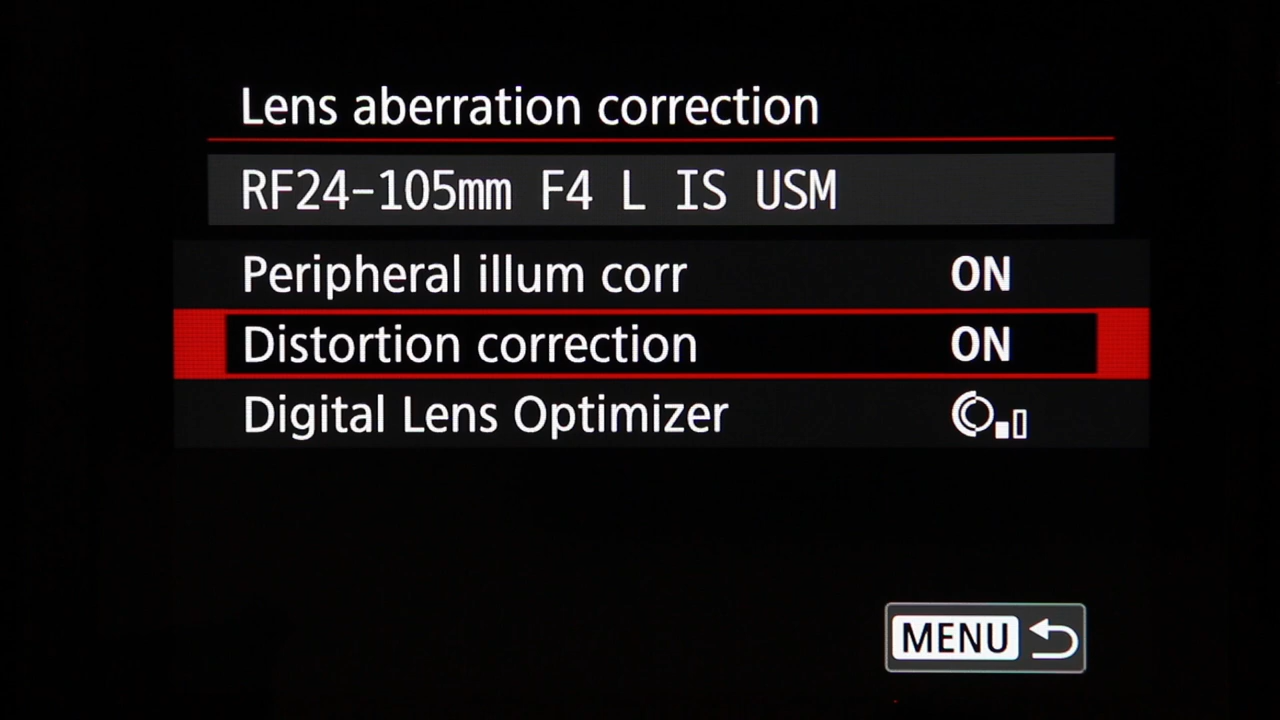 Lens aberration correction
RF24-105mm F4 L IS USM
Peripheral illum corr ON
Distortion correction ON
Digital Lens Optimizer
MENU